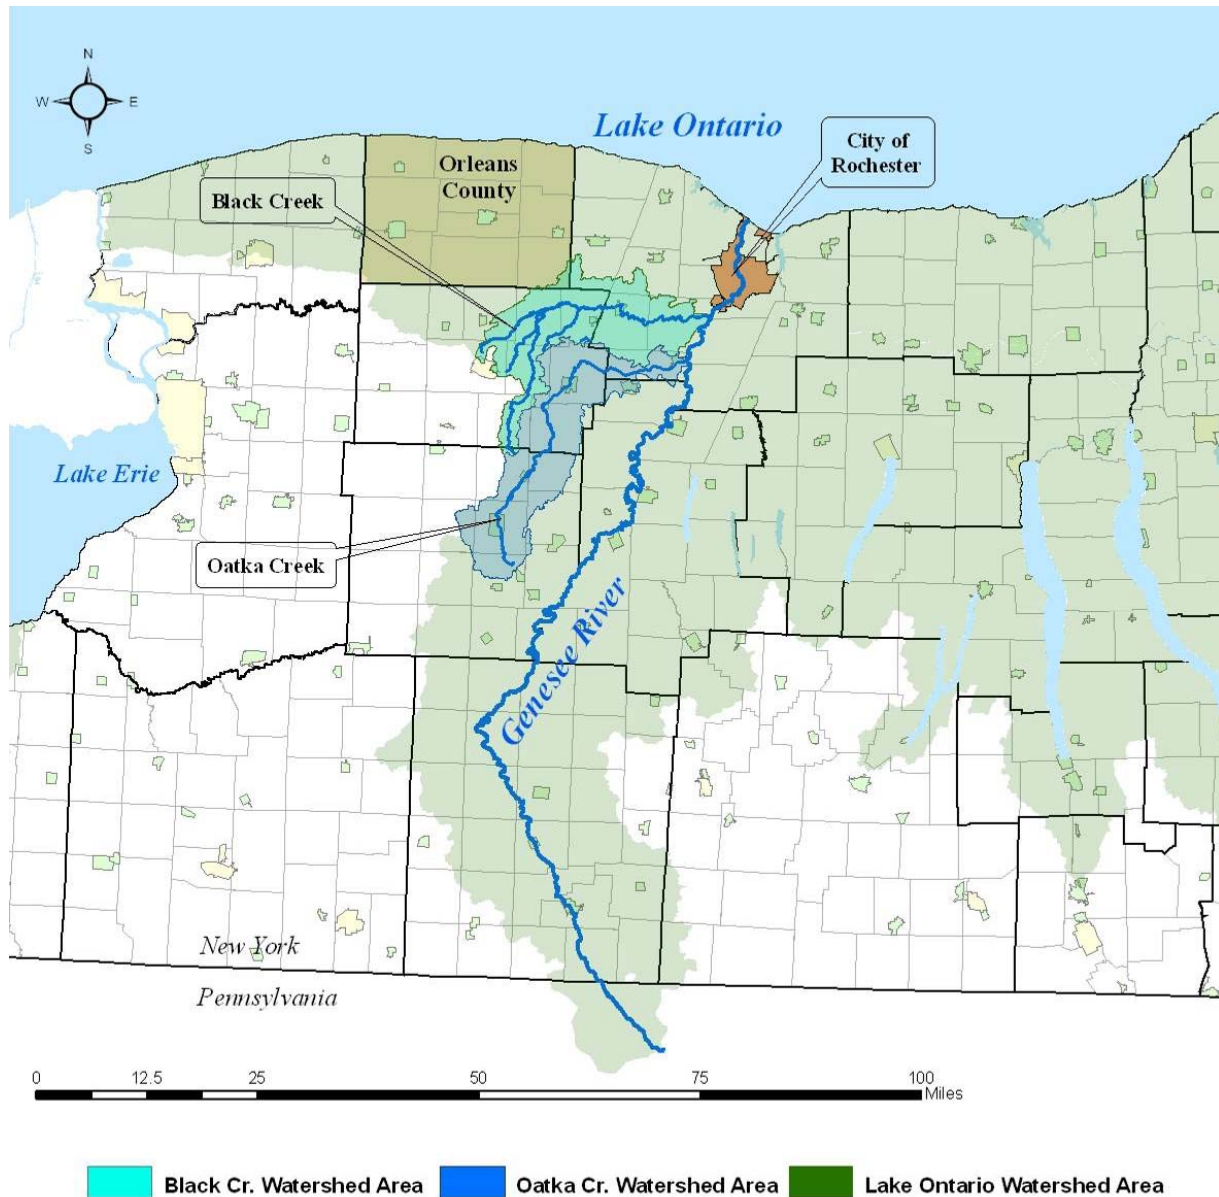 N
W E
S
Lake Ontario
City of
Rochester
Orleans
County
Black Creek
Lake Erie
Oatka Creek
Genesee River
New York
Pennsylvania
0 12.5 25 50 75 100
Miles
Black Cr. Watershed Area Oatka Cr. Watershed Area Lake Ontario Watershed Area